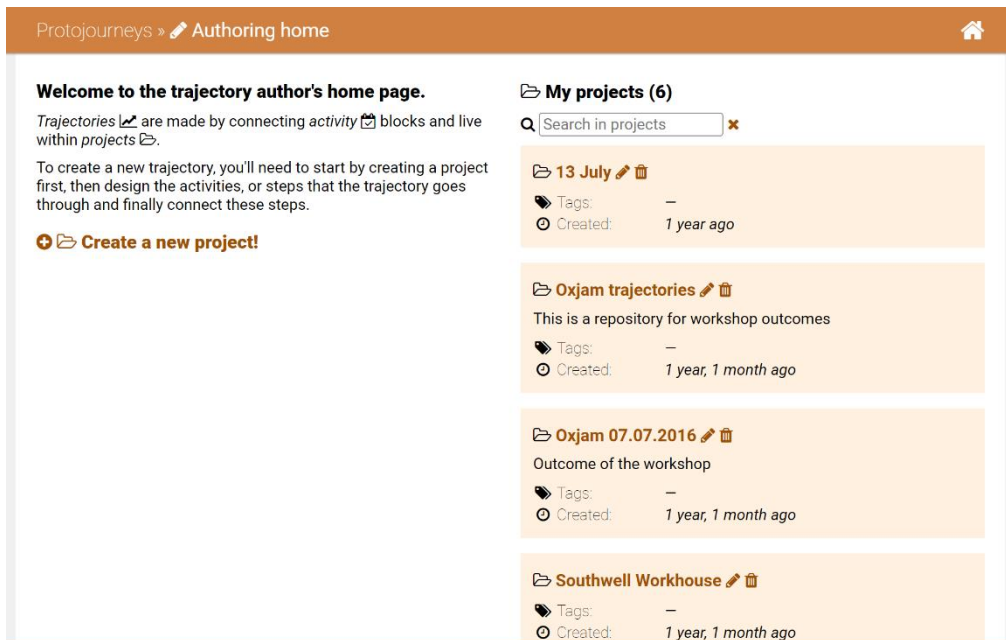 Protojourneys » Authoring home
Welcome to the trajectory author's home page.
Trajectories are made by connecting activity blocks and live
within projects .
To create a new trajectory, you'll need to start by creating a project
first, then design the activities, or steps that the trajectory goes
through and finally connect these steps.
Create a new project!
My projects (6)
Search in projects
13 July
Tags: –
Created: 1 year ago
Oxjam trajectories
This is a repository for workshop outcomes
Tags: –
Created: 1 year, 1 month ago
Oxjam 07.07.2016
Outcome of the workshop
Tags: –
Created: 1 year, 1 month ago
Southwell Workhouse
Tags: –
Created: 1 year, 1 month ago